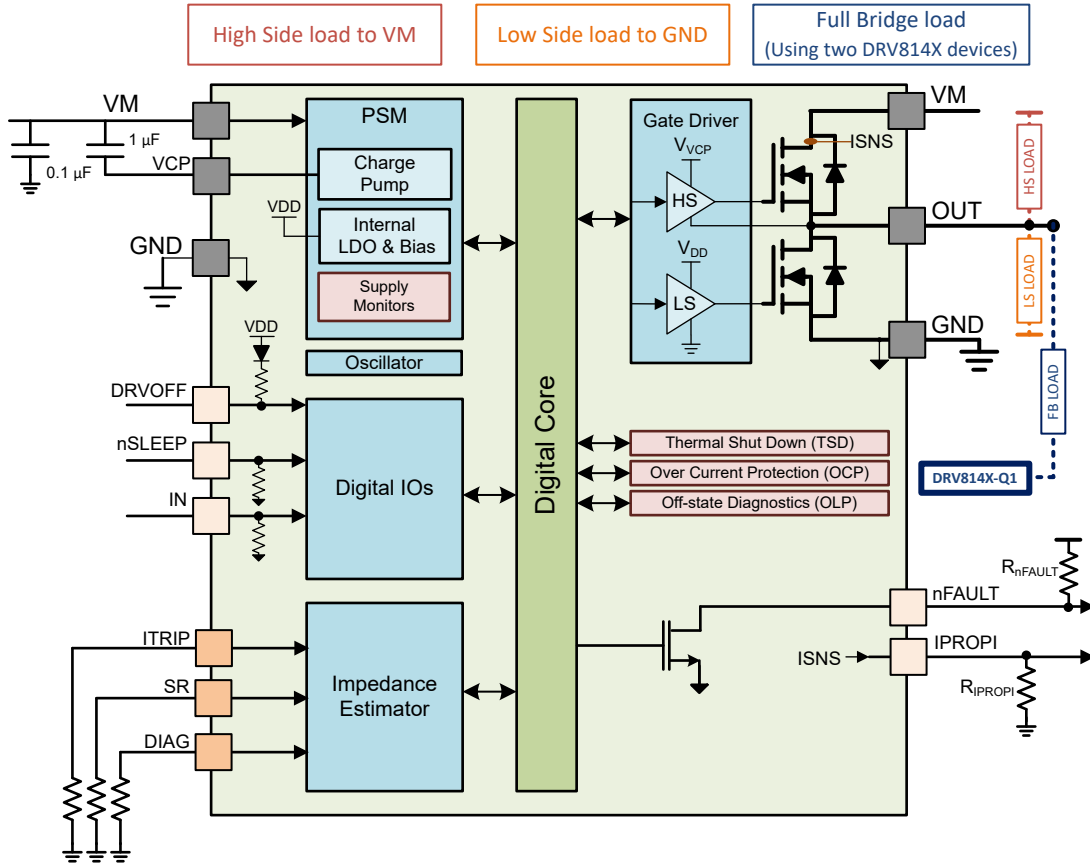 High Side load to VM
Low Side load to GND
Full Bridge load
(Using two DRV814X devices)
VM
1 µF
0.1 µF
VCP
GND
PSM
Charge
Pump
VDD
Internal
LDO & Bias
Supply
Monitors
Oscillator
VDD
DRVOFF
nSLEEP
IN
Digital IOs
ITRIP
SR
DIAG
Impedance
Estimator
Digital Core
Gate Driver
VVCP
HS
VDD
LS
ISNS
VM
OUT
GND
HS LOAD
LS LOAD
FB LOAD
DRV814X-Q1
Thermal Shut Down (TSD)
Over Current Protection (OCP)
Off-state Diagnostics (OLP)
RnFAULT
nFAULT
ISNS
IPROPI
RIPROPI